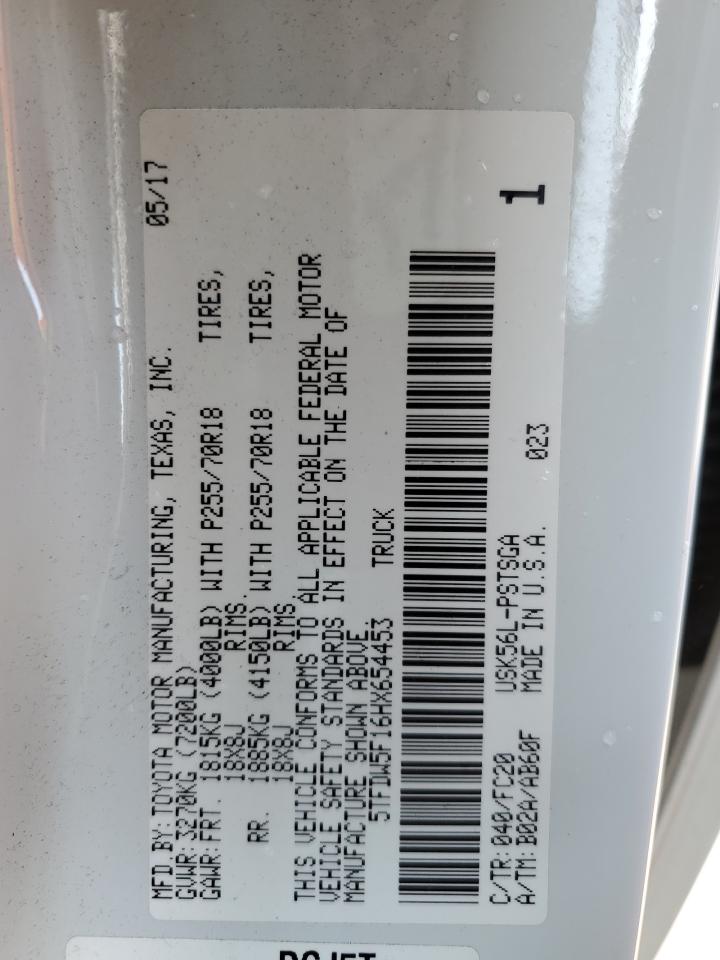 MFD.BY:TOYOTA MOTOR MANUFACTURING, TEXAS, INC. 05/17
GVWR:3270KG (7200LB)
GAWR:FRT. 1815KG (4000LB) WITH P255/70R18 TIRES,
18X8J RIMS.
RR. 1885KG (4150LB) WITH P255/70R18 TIRES,
18X8J RIMS.
THIS VEHICLE CONFORMS TO ALL APPLICABLE FEDERAL MOTOR
VEHICLE SAFETY STANDARDS IN EFFECT ON THE DATE OF
MANUFACTURE SHOWN ABOVE.
5TFDW5F16HX654453 TRUCK
C/TR:040/FC20 USK56L-PSTSGA 023 1
A/TM:B02A/AB60F MADE IN U.S.A.